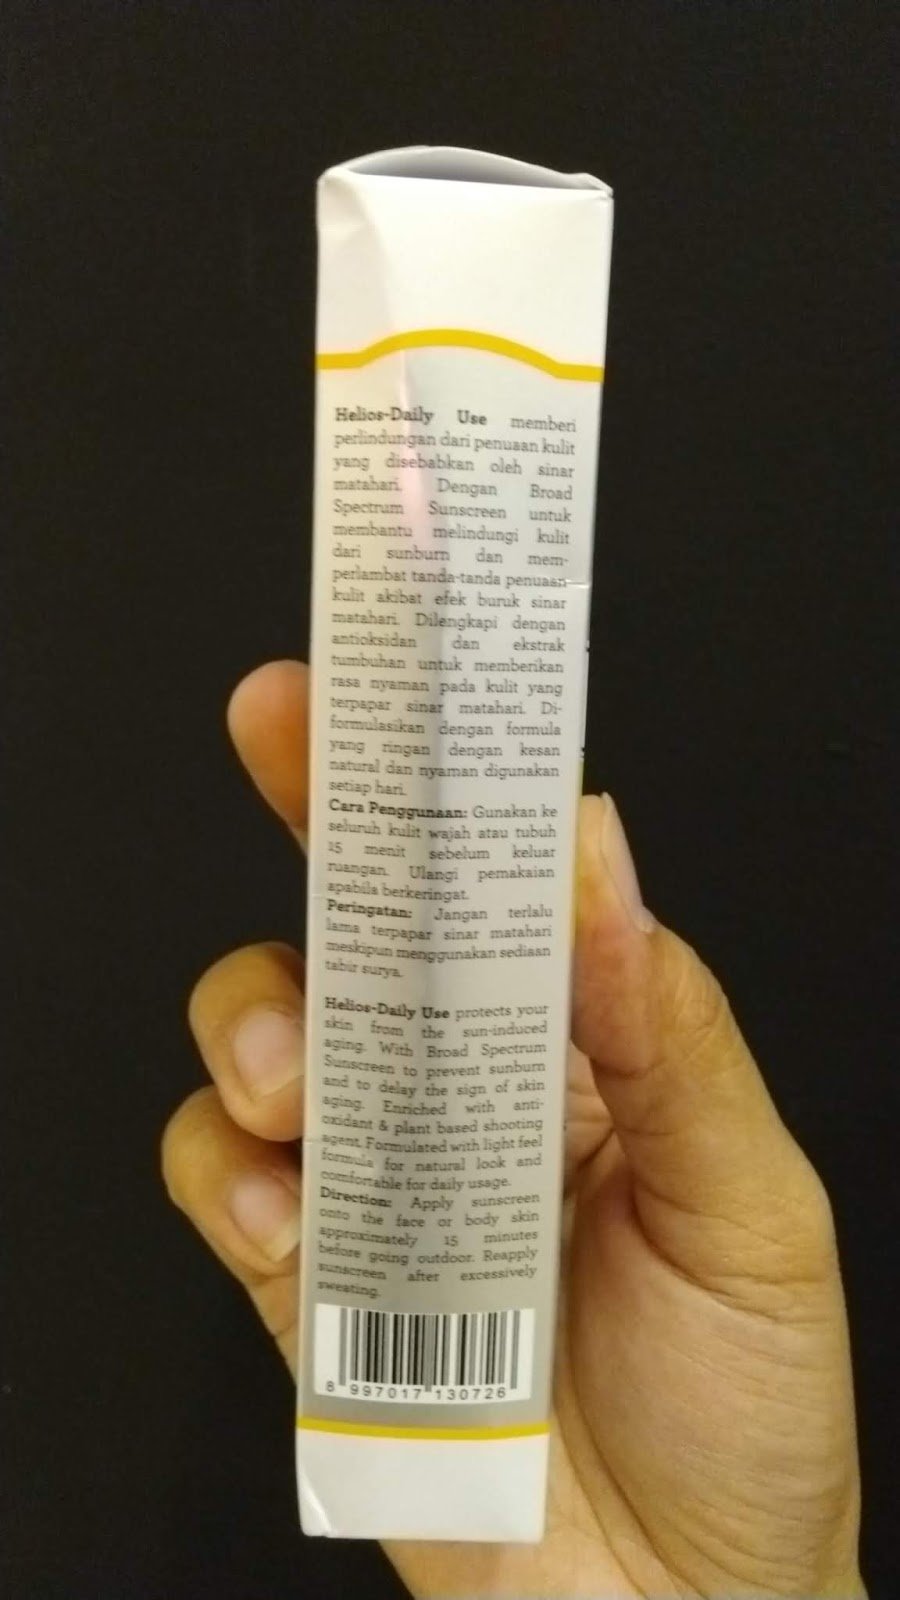 Helios-Daily Use memberi
perlindungan dari penuaan kulit
yang disebabkan oleh sinar
matahari. Dengan Broad
Spectrum Sunscreen untuk
membantu melindungi kulit
dari sunburn dan mem-
perlambat tanda-tanda penuaan
kulit akibat efek buruk sinar
matahari. Dilengkapi dengan
antioksidan dan ekstrak
tumbuhan untuk memberikan
rasa nyaman pada kulit yang
terpapar sinar matahari. Di-
formulasikan dengan formula
yang ringan dengan kesan
natural dan nyaman digunakan
setiap hari.
Cara Penggunaan: Gunakan ke
seluruh kulit wajah atau tubuh
15 menit sebelum keluar
ruangan. Ulangi pemakaian
apabila berkeringat.
Peringatan: Jangan terlalu
lama terpapar sinar matahari
meskipun menggunakan sediaan
tabir surya.
Helios-Daily Use protects your
skin from the sun-induced
aging. With Broad Spectrum
Sunscreen to prevent sunburn
and to delay the sign of skin
aging. Enriched with anti-
oxidant & plant based shooting
agent. Formulated with light feel
formula for natural look and
comfortable for daily usage.
Direction: Apply sunscreen
onto the face or body skin
approximately 15 minutes
before going outdoor. Reapply
sunscreen after excessively
sweating.
8 997017 130726